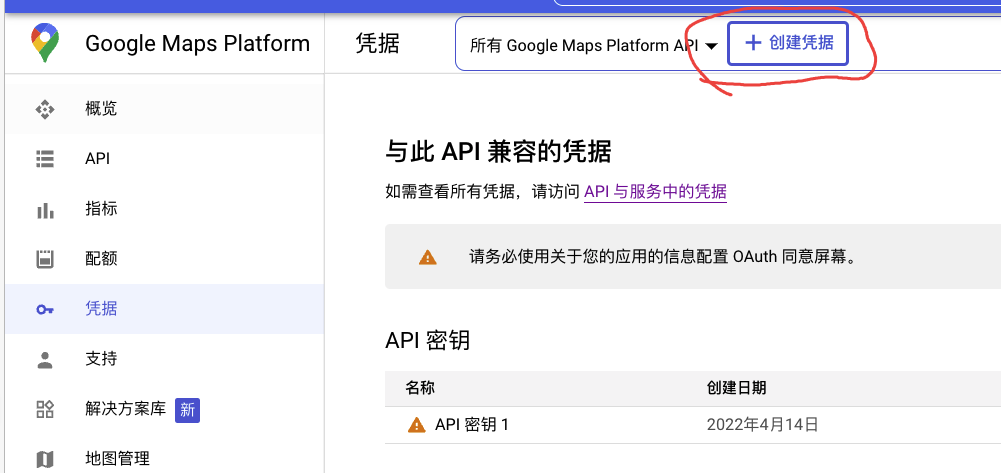 Google Maps Platform
凭据
所有 Google Maps Platform API
创建凭据
概览
API
指标
配额
凭据
支持
解决方案库 新
地图管理
与此 API 兼容的凭据
如需查看所有凭据，请访问 API 与服务中的凭据
请务必使用关于您的应用的信息配置 OAuth 同意屏幕。
API 密钥
名称 创建日期
API 密钥 1 2022年4月14日